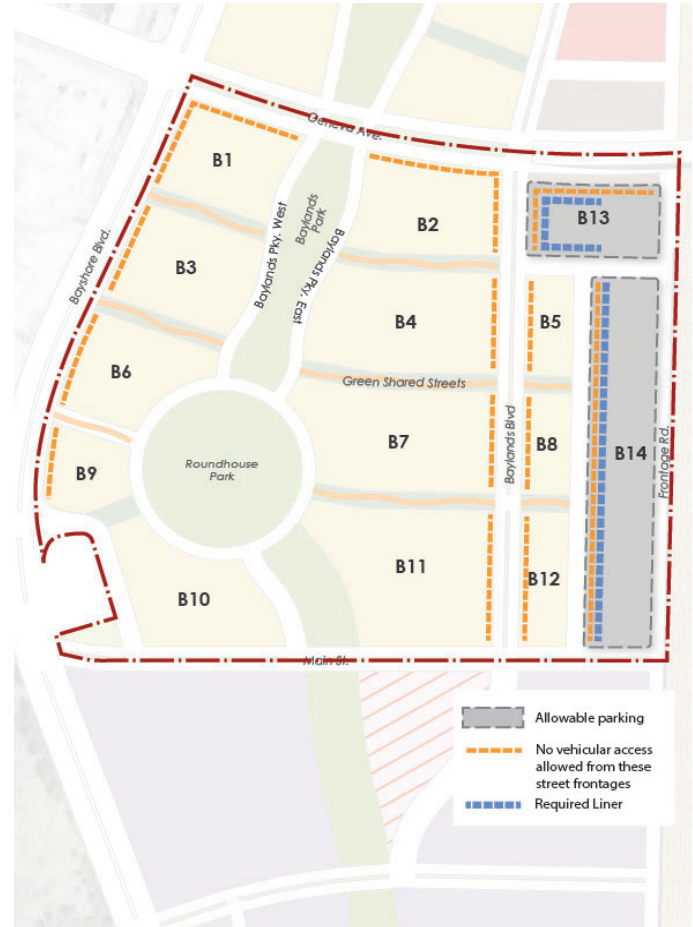 Geneva Ave.
B1
Baylands Park
B2
B13
Baylands Pky. West
Baylands Pky. East
Bayshore Blvd.
B3
B4
B5
B6
Green Shared Streets
B7
Baylands Blvd
B8
B14
Frontage Rd.
B9
Roundhouse
Park
B11
B12
B10
Main St.
Allowable parking
No vehicular access
allowed from these
street frontages
Required Liner